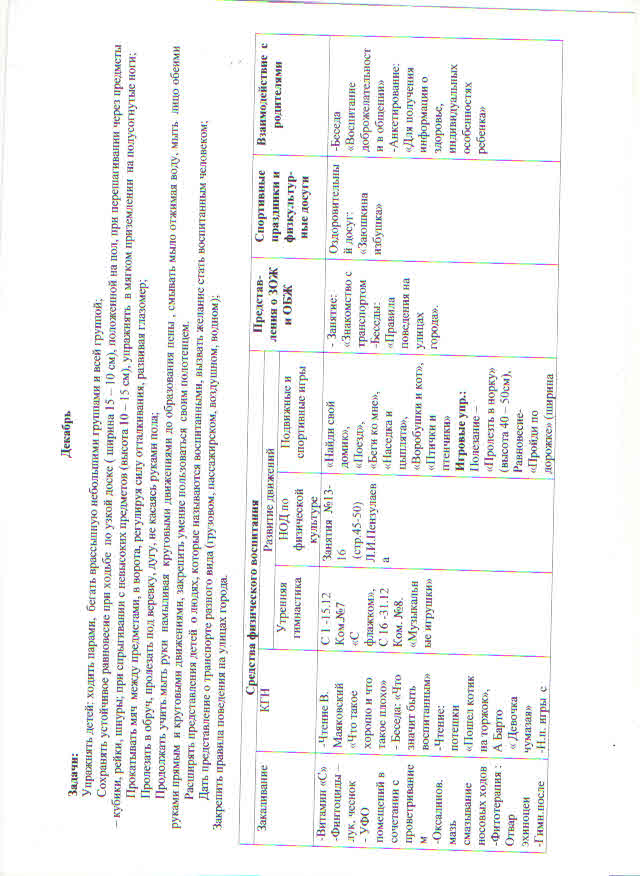 Декабрь
Задачи:
Упражнять детей: ходить парами, бегать врассыпную небольшими группами и всей группой;
Сохранять устойчивое равновесие при ходьбе по узкой доске ( ширина 15 – 10 см), положенной на пол, при перешагивании через предметы
– кубики, рейки, шнуры; при спрыгивании с невысоких предметов (высота 10 – 15 см), упражнять в мягком приземлении на полусогнутые ноги;
Прокатывать мяч между предметами, в ворота, регулируя силу отталкивания, развивая глазомер;
Пролезать в обруч, пролезать под веревку, дугу, не касаясь руками пола;
Продолжать учить мыть руки намыливая круговыми движениями до образования пены , смывать мыло отжимая воду, мыть лицо обеими
руками прямым и круговыми движениями, закрепить умение пользоваться своим полотенцем.
Расширять представления детей о людях, которые называются воспитанными, вызвать желание стать воспитанным человеком;
Дать представление о транспорте разного вида (грузовом, пассажирском, воздушном, водном);
Закрепить правила поведения на улицах города.
Средства физического воспитания
Закаливание
КГН
Развитие движений
Утренняя
гимнастика
НОД по
физической
культуре
Подвижные и
спортивные игры
Представ-
ления о ЗОЖ
и ОБЖ
Спортивные
праздники и
физкультур-
ные досуги
Взаимодействие с
родителями
-Витамин «С»
-Финтоциды –
лук, чеснок
- УФО
помещений в
сочетании с
проветривание
м
-Оксалинов.
мазь
смазывание
носовых ходов
-Фитотерапия :
Отвар
эхиноцеи
-Гимн.после
-Чтение В.
Маяковский
«Что такое
хорошо и что
такое плохо»
- Беседа: «Что
значит быть
воспитанным»
-Чтение:
потешки
«Пошел котик
на торжок»,
А Барто
« Девочка
чумазая»
-Н.п. игры с
С 1 -15.12
Ком.№7
«С
флажком»,
С 16 -31.12
Ком. №8.
«Музыкальн
ые игрушки»
Занятия №13-
16
(стр.45-50)
Л.И.Пензулаев
а
«Найди свой
домик»,
«Поезд»,
«Беги ко мне»,
«Наседка и
цыплята»,
«Воробушки и кот»,
«Птички и
птенчики»
Игровые упр.:
Ползание –
«Пролезть в норку»
(высота 40 – 50см),
Равновесие-
«Пройди по
дорожке» (ширина
- Занятие:
«Знакомство с
транспортом
-Беседы:
«Правила
поведения на
улицах
города».
Оздоровительны
й досуг:
«Заюшкина
избушка»
-Беседа
«Воспитание
доброжелательност
и в общении»
-Анкетирование:
«Для получения
информации о
здоровье,
индивидуальных
особенностях
ребенка»